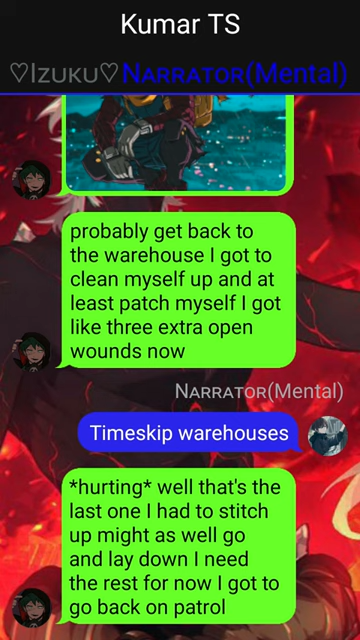 Kumar TS
♡Izuku♡Narrator(Mental)
probably get back to
the warehouse I got to
clean myself up and at
least patch myself I got
like three extra open
wounds now
Narrator(Mental)
Timeskip warehouses
*hurting* well that's the
last one I had to stitch
up might as well go
and lay down I need
the rest for now I got to
go back on patrol